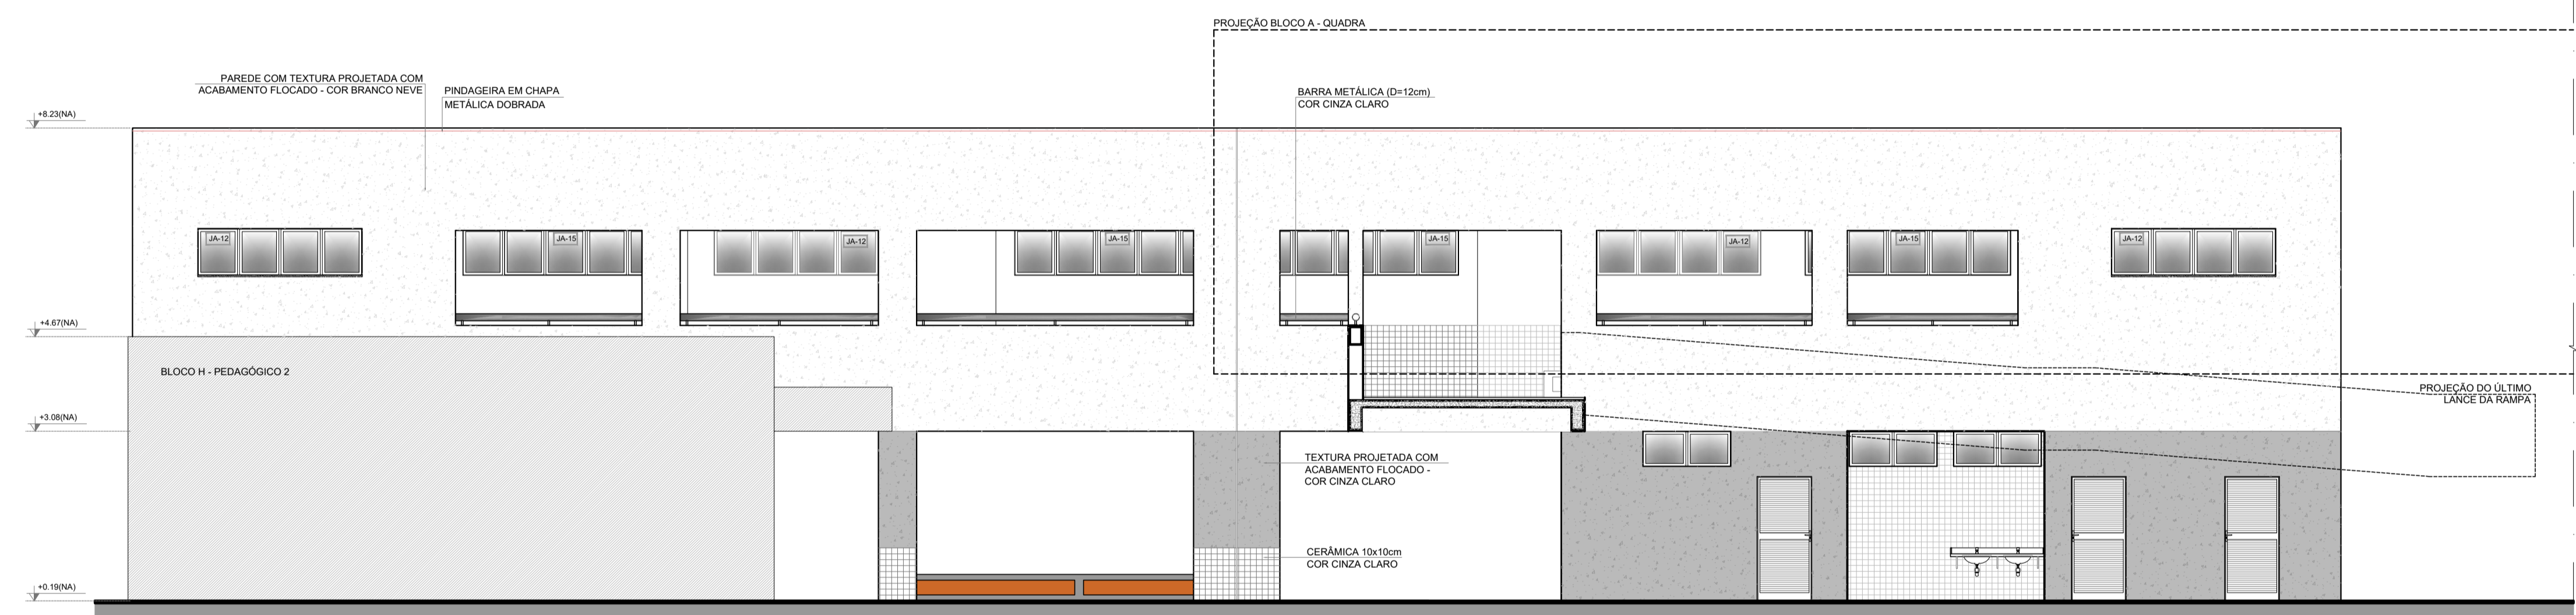 PROJEÇÃO BLOCO A - QUADRA
PAREDE COM TEXTURA PROJETADA COM
ACABAMENTO FLOCADO - COR BRANCO NEVE
PINDAGEIRA EM CHAPA
METÁLICA DOBRADA
BARRA METÁLICA (D=12cm)
COR CINZA CLARO
+8.23(NA)
JA-12
JA-15
JA-12
JA-15
JA-15
JA-12
JA-15
JA-12
+4.67(NA)
BLOCO H - PEDAGÓGICO 2
PROJEÇÃO DO ÚLTIMO
LANCE DA RAMPA
+3.08(NA)
TEXTURA PROJETADA COM
ACABAMENTO FLOCADO -
COR CINZA CLARO
CERÂMICA 10x10cm
COR CINZA CLARO
+0.19(NA)